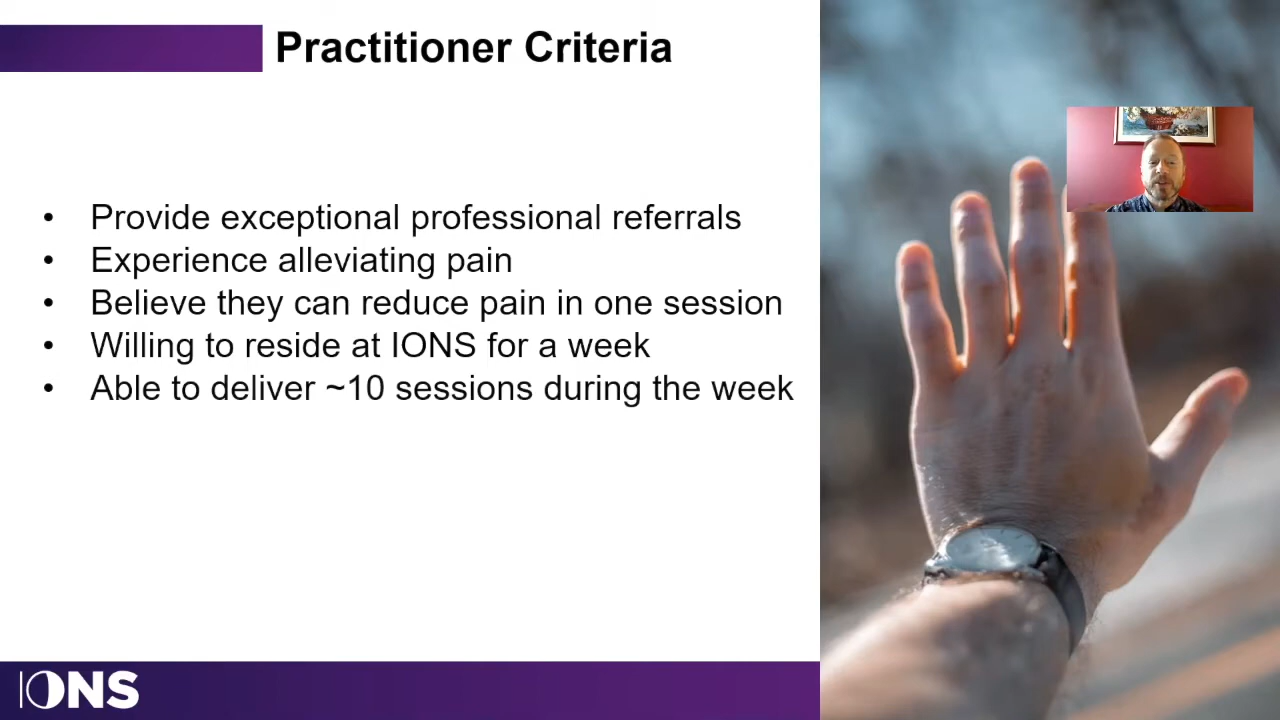 Practitioner Criteria
• Provide exceptional professional referrals
• Experience alleviating pain
• Believe they can reduce pain in one session
• Willing to reside at IONS for a week
• Able to deliver ~10 sessions during the week
IONS